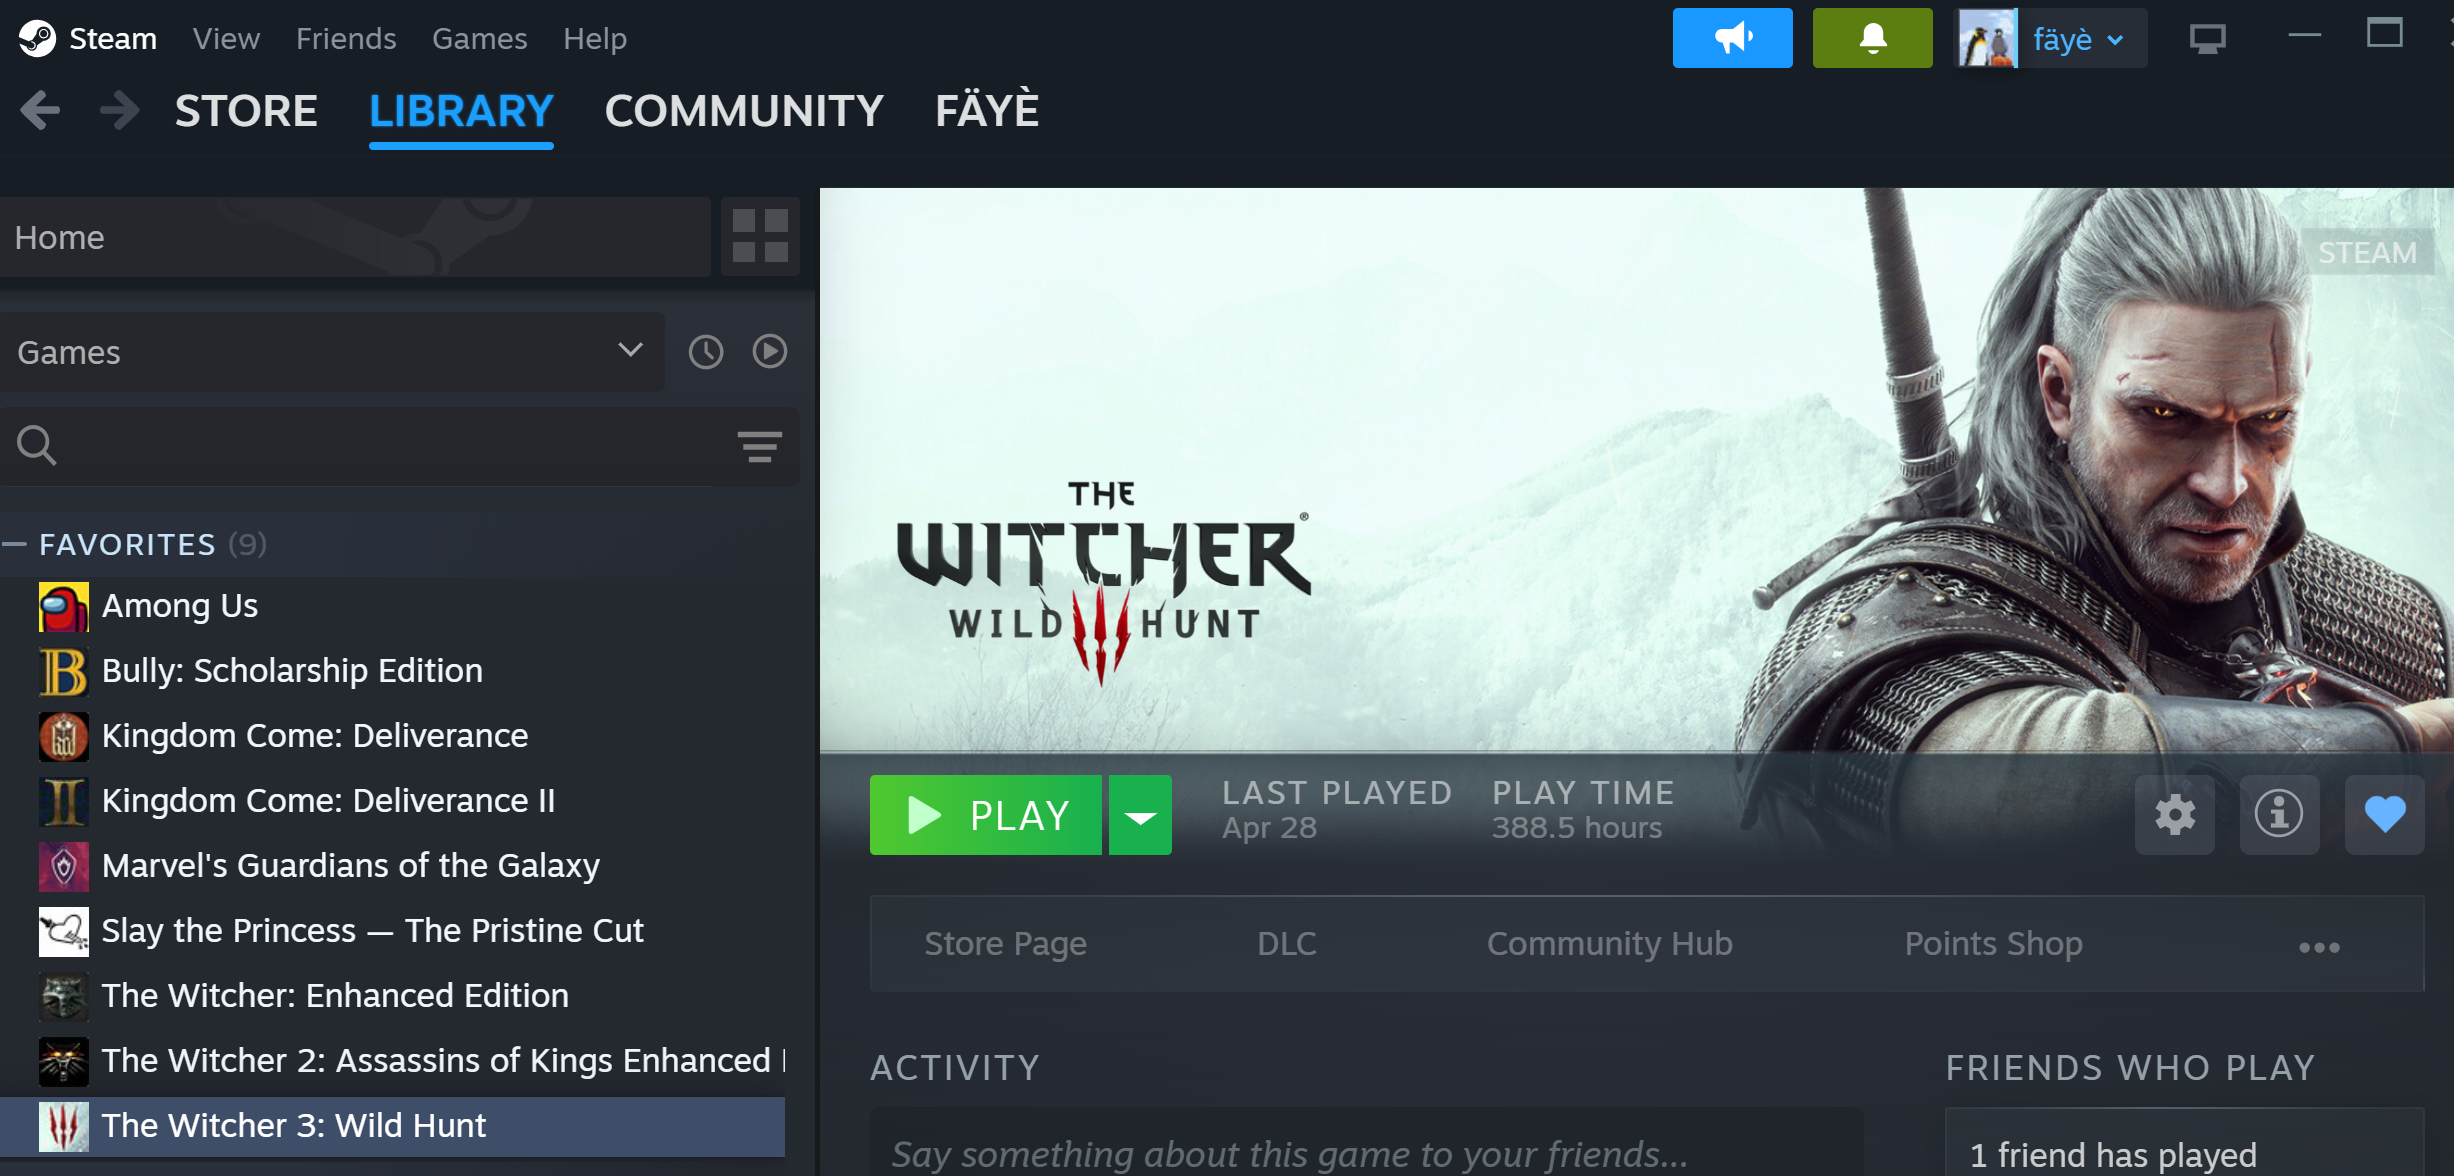 Steam View Friends Games Help
fäyè
STORE LIBRARY COMMUNITY FÄYÈ
Home
STEAM
Games
FAVORITES (9)
Among Us
Bully: Scholarship Edition
Kingdom Come: Deliverance
Kingdom Come: Deliverance II
Marvel's Guardians of the Galaxy
Slay the Princess — The Pristine Cut
The Witcher: Enhanced Edition
The Witcher 2: Assassins of Kings Enhanced
The Witcher 3: Wild Hunt
THE
WITCHER®
WILD HUNT
PLAY
LAST PLAYED
Apr 28
PLAY TIME
388.5 hours
Store Page DLC Community Hub Points Shop •••
ACTIVITY
Say something about this game to your friends...
FRIENDS WHO PLAY
1 friend has played